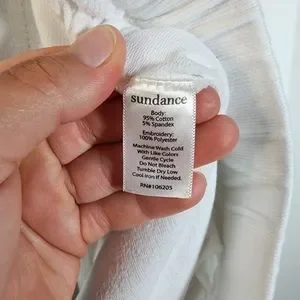 sundance
Body:
95% Cotton
5% Spandex
Embroidery:
100% Polyester
Machine Wash Cold
With Like Colors
Gentle Cycle
Do Not Bleach
Tumble Dry Low
Cool Iron If Needed.
RN#106205